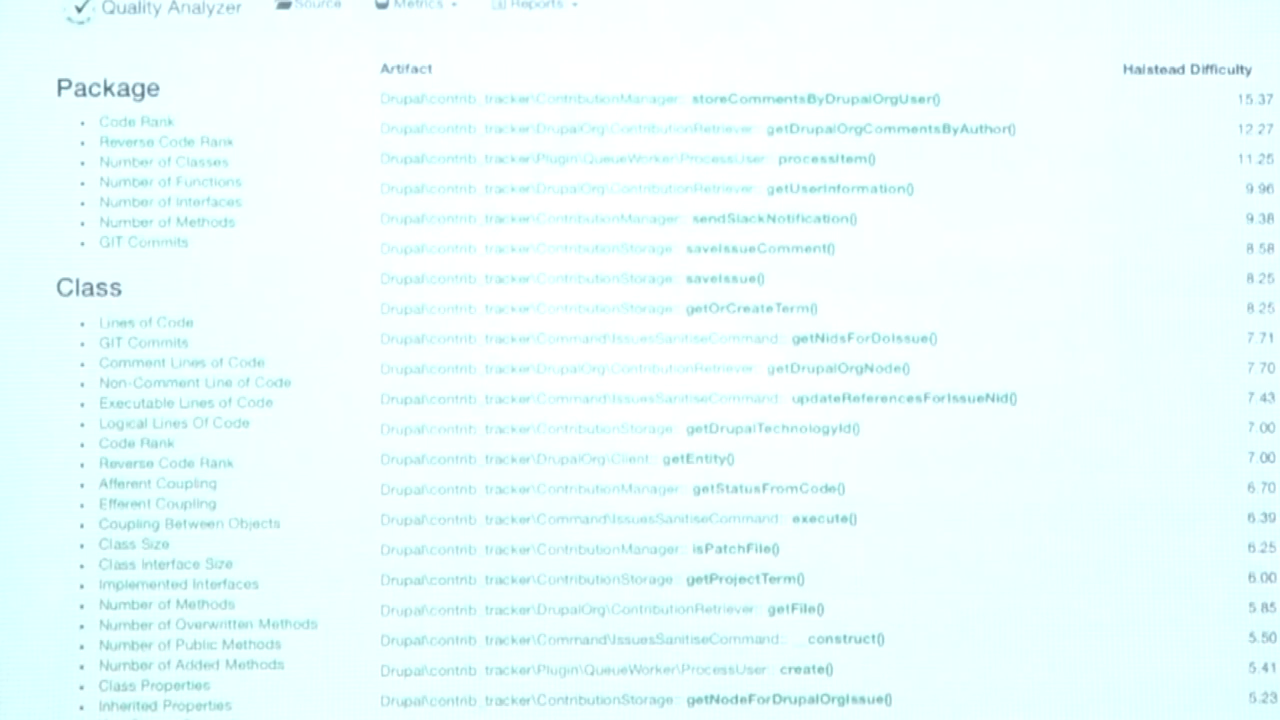 Quality Analyzer Source Metrics Reports
Package
Code Rank
Reverse Code Rank
Number of Classes
Number of Functions
Number of Interfaces
Number of Methods
GIT Commits
Class
Lines of Code
GIT Commits
Comment Lines of Code
Non-Comment Line of Code
Executable Lines of Code
Logical Lines Of Code
Code Rank
Reverse Code Rank
Afferent Coupling
Efferent Coupling
Coupling Between Objects
Class Size
Class Interface Size
Implemented Interfaces
Number of Methods
Number of Overwritten Methods
Number of Public Methods
Number of Added Methods
Class Properties
Inherited Properties
Artifact Halstead Difficulty
Drupal\contrib_tracker\ContributionManager::storeCommentsByDrupalOrgUser() 15.37
Drupal\contrib_tracker\DrupalOrg\ContributionRetriever::getDrupalOrgCommentsByAuthor() 12.27
Drupal\contrib_tracker\Plugin\QueueWorker\ProcessUser::processItem() 11.25
Drupal\contrib_tracker\DrupalOrg\ContributionRetriever::getUserInformation() 9.96
Drupal\contrib_tracker\ContributionManager::sendSlackNotification() 9.38
Drupal\contrib_tracker\ContributionStorage::saveIssueComment() 8.58
Drupal\contrib_tracker\ContributionStorage::saveIssue() 8.25
Drupal\contrib_tracker\ContributionStorage::getOrCreateTerm() 8.25
Drupal\contrib_tracker\Command\IssuesSanitiseCommand::getNidsForDoIssue() 7.71
Drupal\contrib_tracker\DrupalOrg\ContributionRetriever::getDrupalOrgNode() 7.70
Drupal\contrib_tracker\Command\IssuesSanitiseCommand::updateReferencesForIssueNid() 7.43
Drupal\contrib_tracker\ContributionStorage::getDrupalTechnologyId() 7.00
Drupal\contrib_tracker\DrupalOrg\Client::getEntity() 7.00
Drupal\contrib_tracker\ContributionManager::getStatusFromCode() 6.70
Drupal\contrib_tracker\Command\IssuesSanitiseCommand::execute() 6.39
Drupal\contrib_tracker\ContributionManager::isPatchFile() 6.25
Drupal\contrib_tracker\ContributionStorage::getProjectTerm() 6.00
Drupal\contrib_tracker\DrupalOrg\ContributionRetriever::getFile() 5.85
Drupal\contrib_tracker\Command\IssuesSanitiseCommand::__construct() 5.50
Drupal\contrib_tracker\Plugin\QueueWorker\ProcessUser::create() 5.41
Drupal\contrib_tracker\ContributionStorage::getNodeForDrupalOrgIssue() 5.23